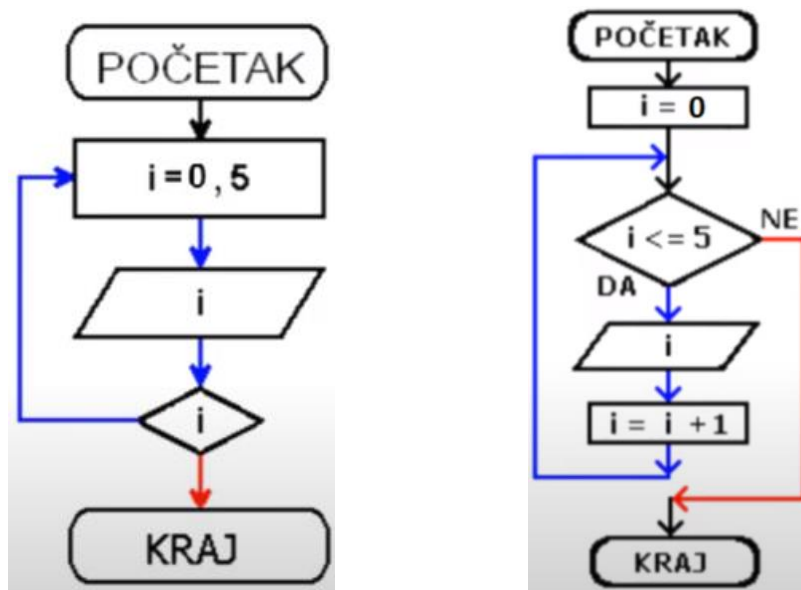 POČETAK
i=0,5
i
i
KRAJ
POČETAK
i = 0
i <= 5
NE
DA
i
i = i +1
KRAJ